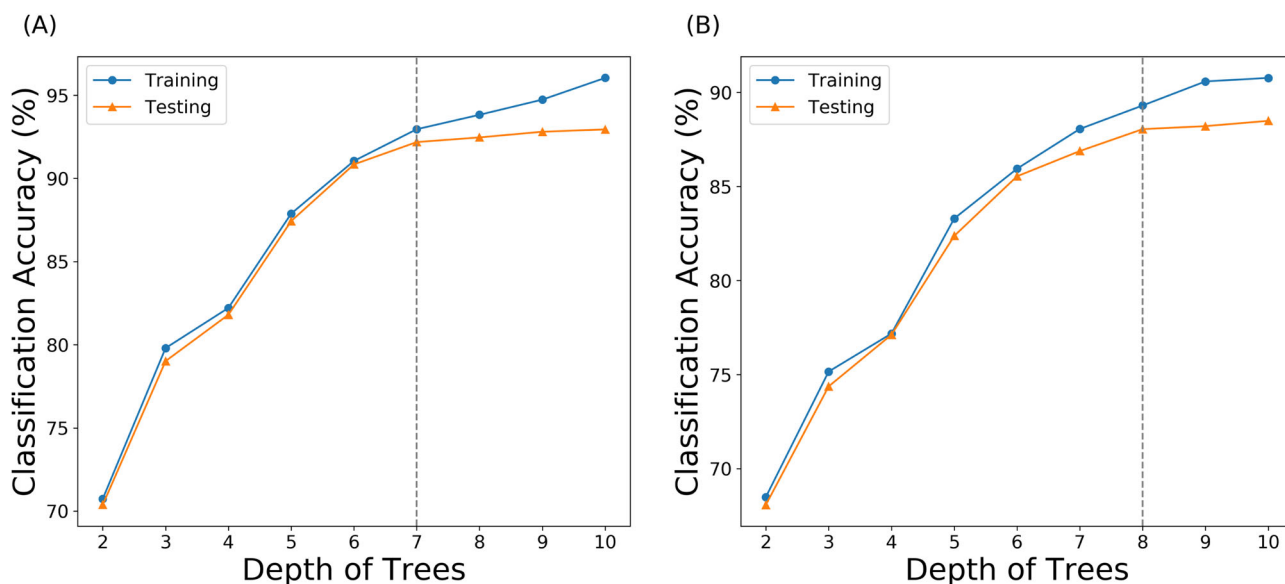 (A)
Training
Testing
Classification Accuracy (%)
95
90
85
80
75
70
2 3 4 5 6 7 8 9 10
Depth of Trees
(B)
Training
Testing
Classification Accuracy (%)
90
85
80
75
70
2 3 4 5 6 7 8 9 10
Depth of Trees